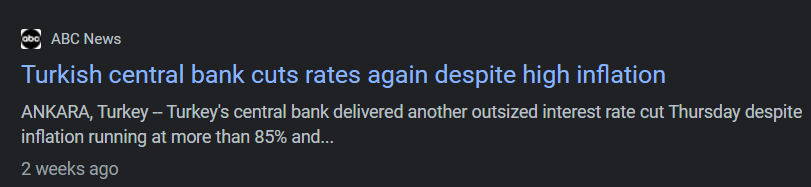 abc ABC News
Turkish central bank cuts rates again despite high inflation
ANKARA, Turkey -- Turkey's central bank delivered another outsized interest rate cut Thursday despite
inflation running at more than 85% and...
2 weeks ago